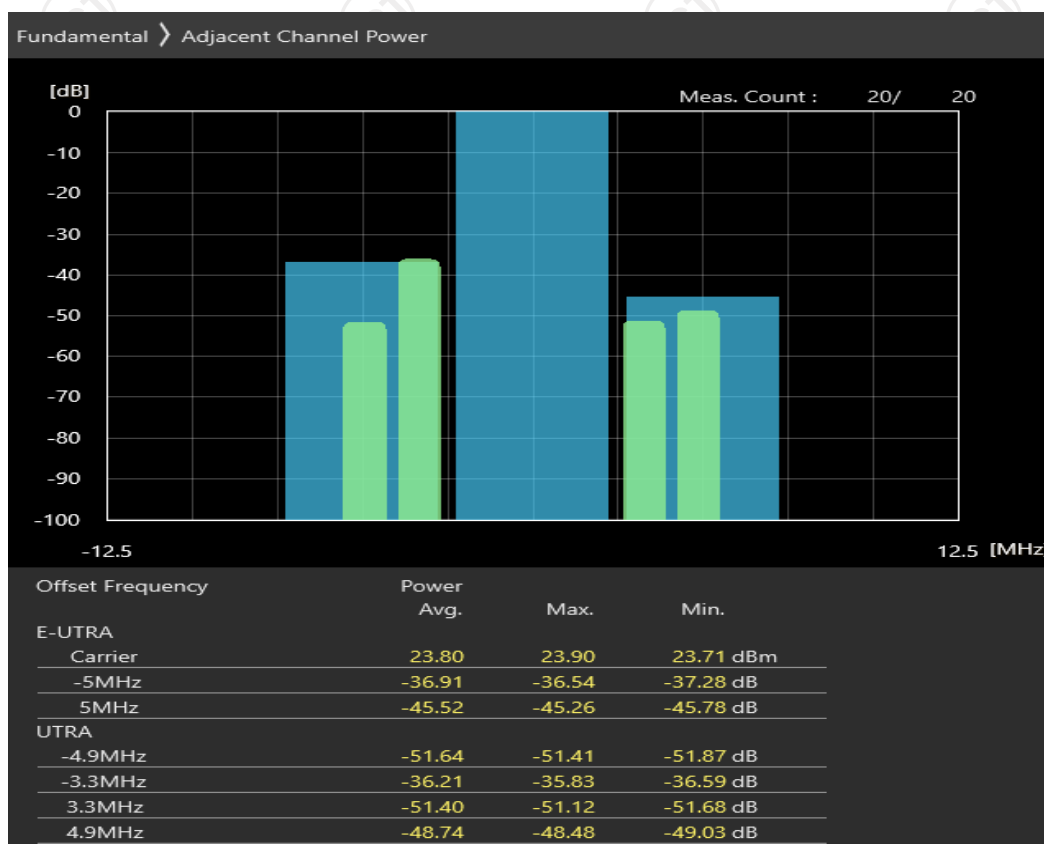 Fundamental ❯ Adjacent Channel Power
[dB]
Meas. Count : 20/ 20
0
-10
-20
-30
-40
-50
-60
-70
-80
-90
-100
-12.5 12.5 [MHz]
Offset Frequency Power
Avg. Max. Min.
E-UTRA
Carrier 23.80 23.90 23.71 dBm
-5MHz -36.91 -36.54 -37.28 dB
5MHz -45.52 -45.26 -45.78 dB
UTRA
-4.9MHz -51.64 -51.41 -51.87 dB
-3.3MHz -36.21 -35.83 -36.59 dB
3.3MHz -51.40 -51.12 -51.68 dB
4.9MHz -48.74 -48.48 -49.03 dB